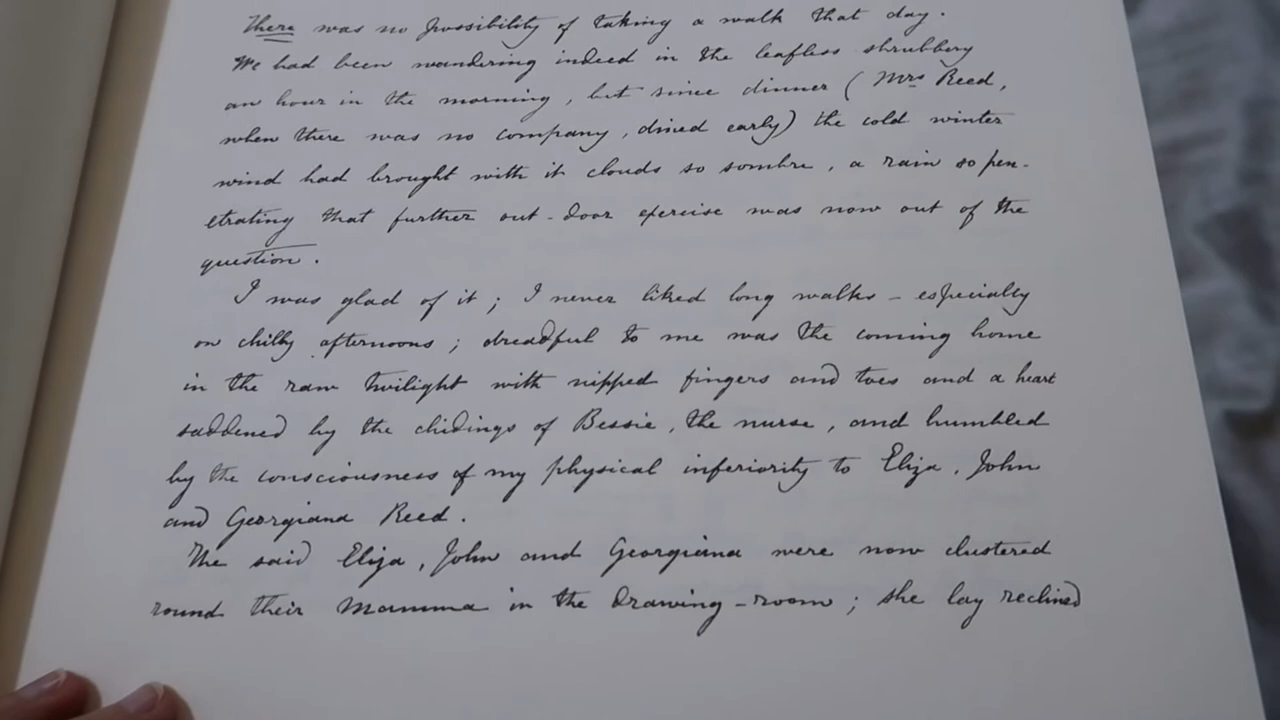 There was no possibility of taking a walk that day.
We had been wandering indeed in the leafless shrubbery
an hour in the morning, but since dinner (Mrs Reed,
when there was no company, dined early) the cold winter
wind had brought with it clouds so sombre, a rain so pen-
etrating that further out-door exercise was now out of the
question.
I was glad of it; I never liked long walks - especially
on chilly afternoons; dreadful to me was the coming home
in the raw twilight with nipped fingers and toes and a heart
saddened by the chidings of Bessie, the nurse, and humbled
by the consciousness of my physical inferiority to Eliza, John
and Georgiana Reed.
The said Eliza, John and Georgiana were now clustered
round their Mamma in the drawing-room; she lay reclined